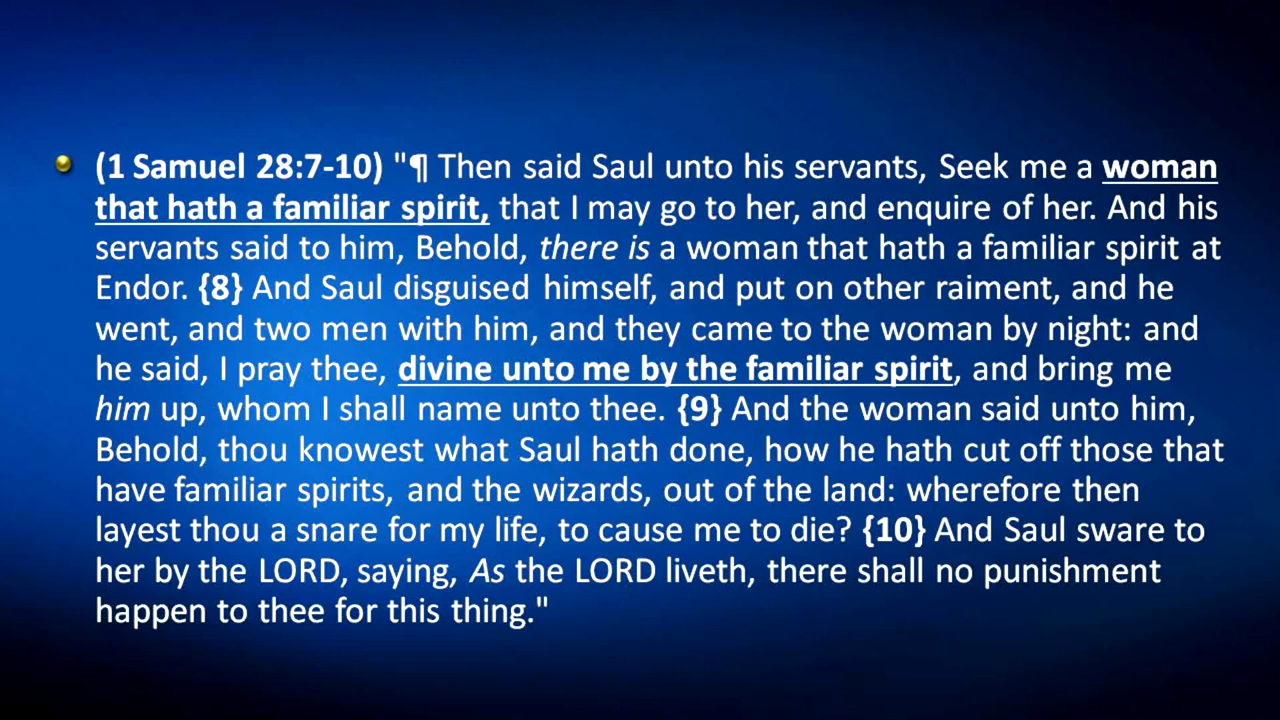 (1 Samuel 28:7-10) "¶ Then said Saul unto his servants, Seek me a woman
that hath a familiar spirit, that I may go to her, and enquire of her. And his
servants said to him, Behold, there is a woman that hath a familiar spirit at
Endor. {8} And Saul disguised himself, and put on other raiment, and he
went, and two men with him, and they came to the woman by night: and
he said, I pray thee, divine unto me by the familiar spirit, and bring me
him up, whom I shall name unto thee. {9} And the woman said unto him,
Behold, thou knowest what Saul hath done, how he hath cut off those that
have familiar spirits, and the wizards, out of the land: wherefore then
layest thou a snare for my life, to cause me to die? {10} And Saul sware to
her by the LORD, saying, As the LORD liveth, there shall no punishment
happen to thee for this thing."